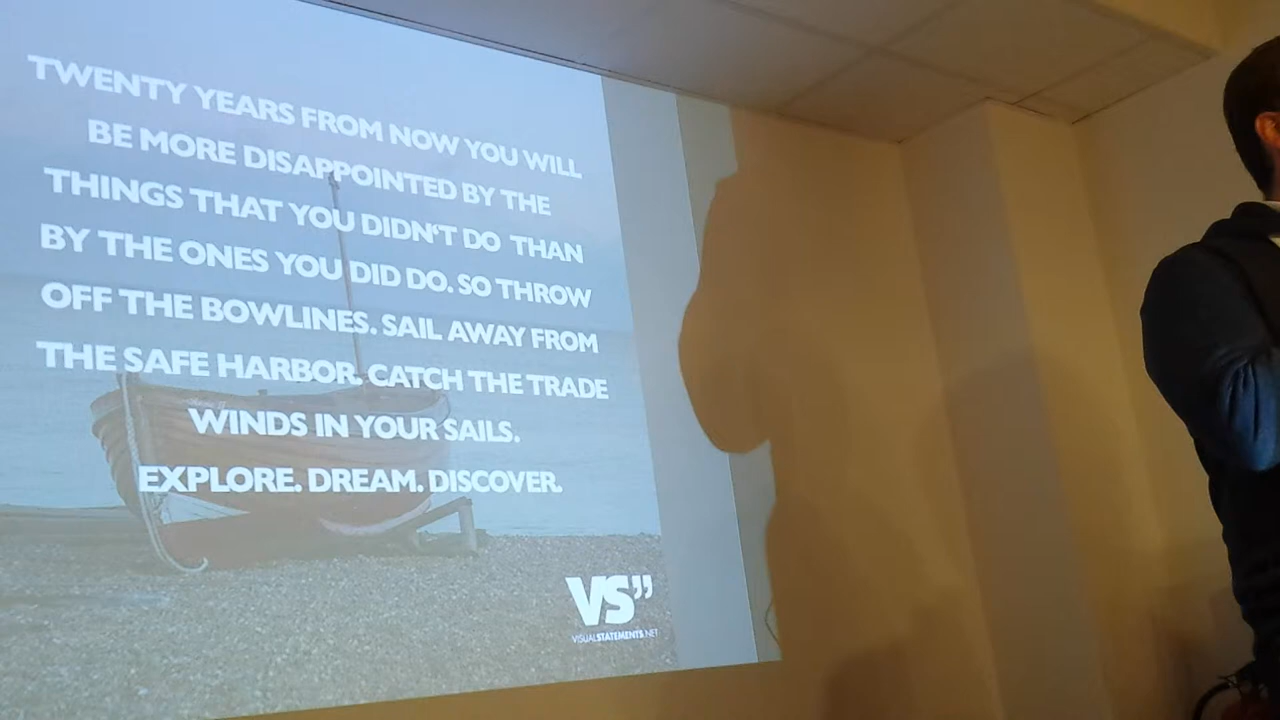 TWENTY YEARS FROM NOW YOU WILL
BE MORE DISAPPOINTED BY THE
THINGS THAT YOU DIDN'T DO THAN
BY THE ONES YOU DID DO. SO THROW
OFF THE BOWLINES. SAIL AWAY FROM
THE SAFE HARBOR. CATCH THE TRADE
WINDS IN YOUR SAILS.
EXPLORE. DREAM. DISCOVER.
VS”
VISUALSTATEMENTS.NET